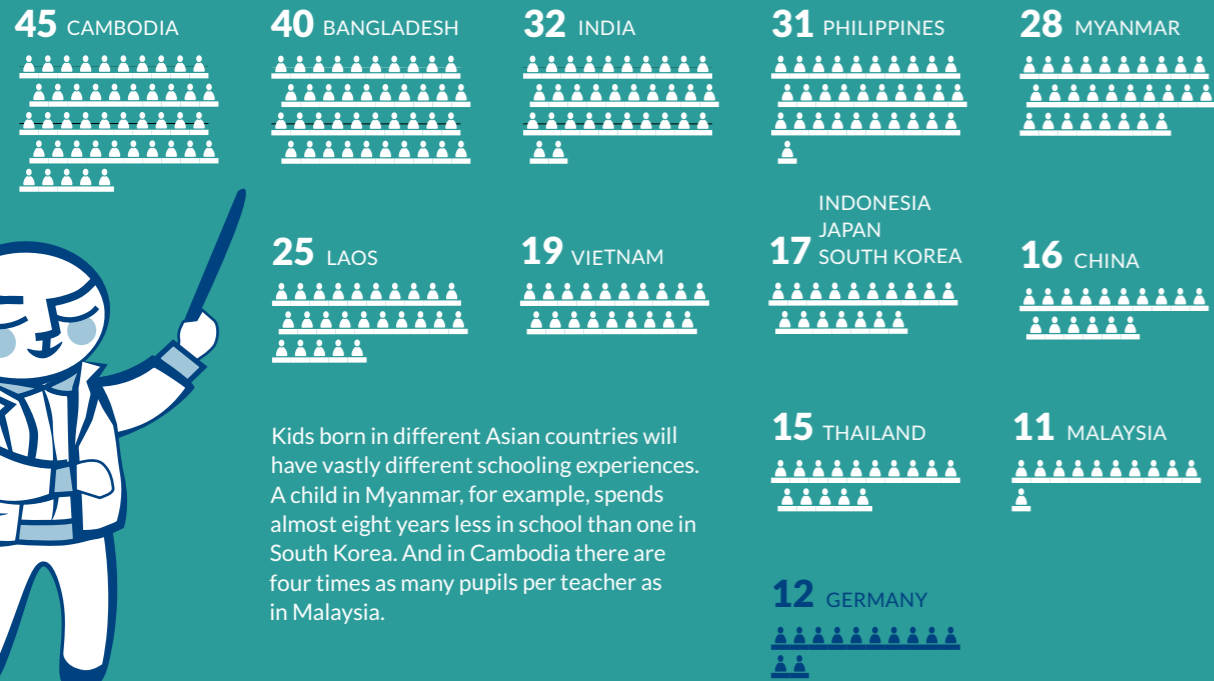 45 CAMBODIA
40 BANGLADESH
32 INDIA
31 PHILIPPINES
28 MYANMAR
25 LAOS
19 VIETNAM
INDONESIA
JAPAN
17 SOUTH KOREA
16 CHINA
15 THAILAND
11 MALAYSIA
Kids born in different Asian countries will
have vastly different schooling experiences.
A child in Myanmar, for example, spends
almost eight years less in school than one in
South Korea. And in Cambodia there are
four times as many pupils per teacher as
in Malaysia.
12 GERMANY